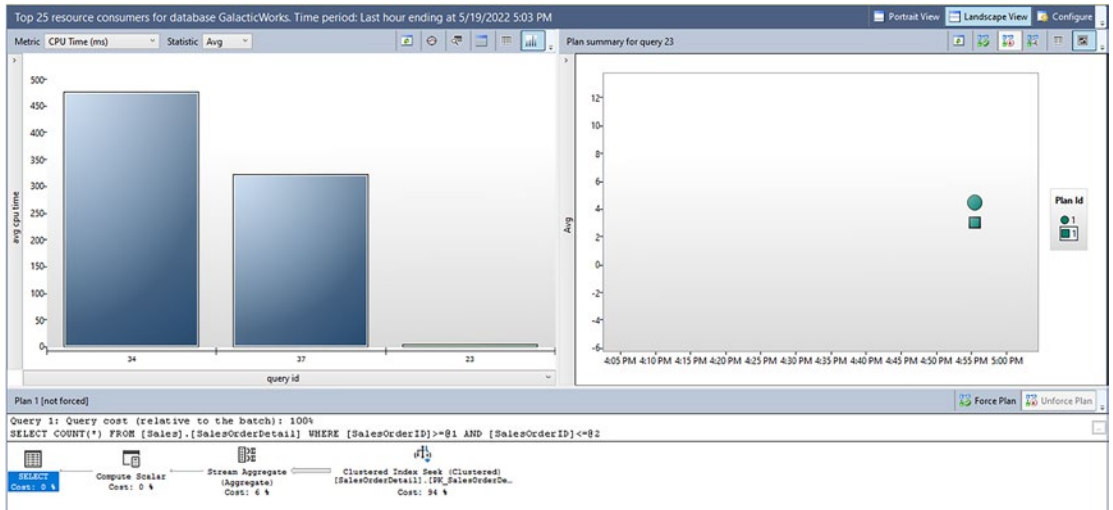 Top 25 resource consumers for database GalacticWorks. Time period: Last hour ending at 5/19/2022 5:03 PM
Portrait View Landscape View Configure
Metric CPU Time (ms) Statistic Avg
Plan summary for query 23
500
450
400
350
300
250
200
150
100
50
0
avg cpu time
34 37 23
query id
12
10
8
6
4
2
0
-2
-4
-6
Avg
4:05 PM 4:10 PM 4:15 PM 4:20 PM 4:25 PM 4:30 PM 4:35 PM 4:40 PM 4:45 PM 4:50 PM 4:55 PM 5:00 PM
Plan Id
1
1
Plan 1 [not forced]
Force Plan Unforce Plan
Query 1: Query cost (relative to the batch): 100%
SELECT COUNT(*) FROM [Sales].[SalesOrderDetail] WHERE [SalesOrderID]>=@1 AND [SalesOrderID]<=@2
SELECT
Cost: 0 %
Compute Scalar
Cost: 0 %
Stream Aggregate
(Aggregate)
Cost: 6 %
Clustered Index Seek (Clustered)
[SalesOrderDetail].[PK_SalesOrderDe…
Cost: 94 %